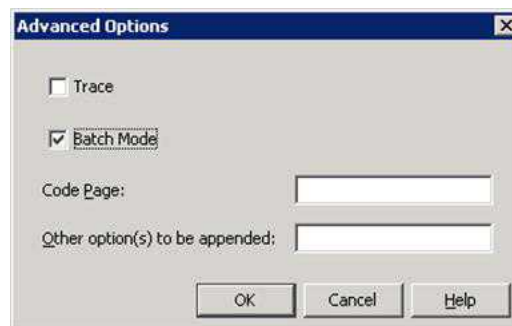 Advanced Options
Trace
Batch Mode
Code Page:
Other option(s) to be appended:
OK Cancel Help